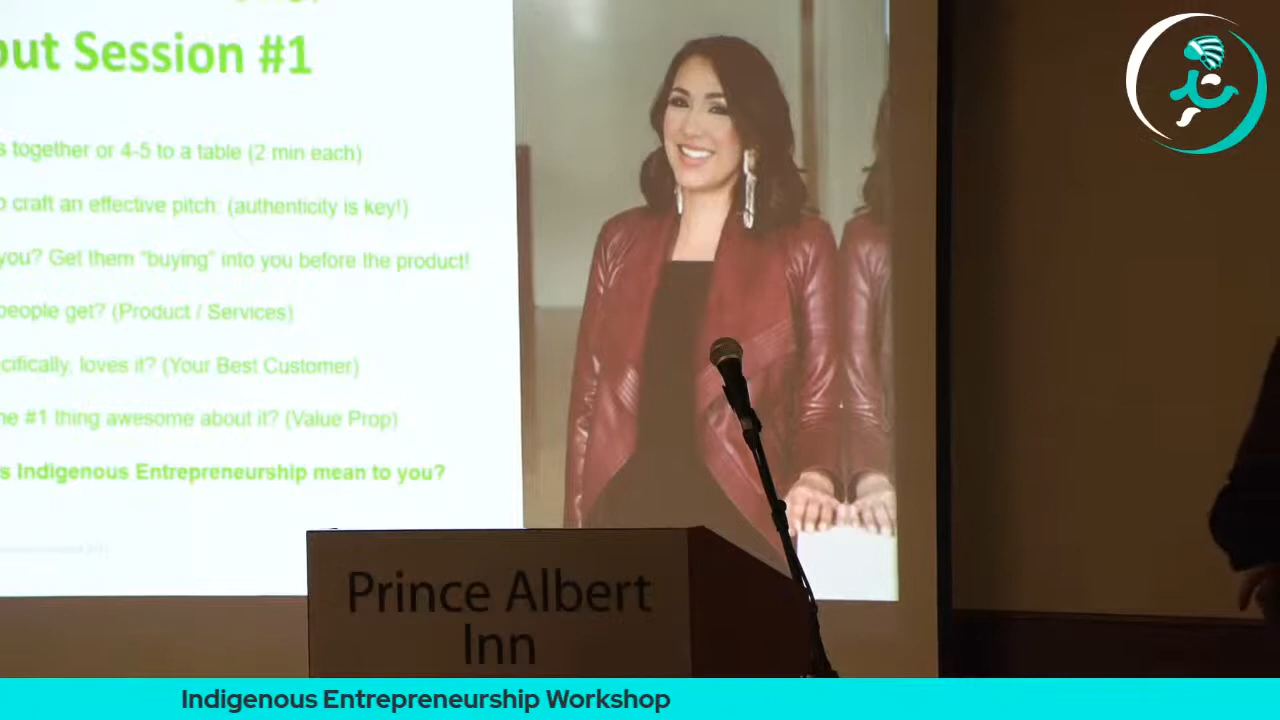 out Session #1
s together or 4-5 to a table (2 min each)
o craft an effective pitch: (authenticity is key!)
you? Get them "buying" into you before the product!
people get? (Product / Services)
cifically, loves it? (Your Best Customer)
he #1 thing awesome about it? (Value Prop)
s Indigenous Entrepreneurship mean to you?
Prince Albert
Inn
Indigenous Entrepreneurship Workshop